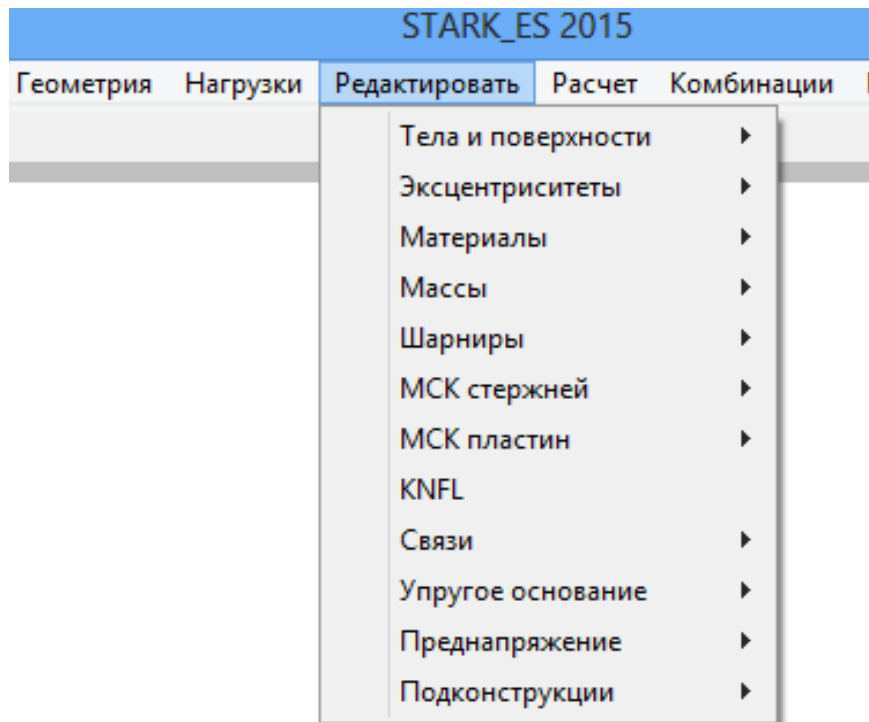 STARK_ES 2015
Геометрия Нагрузки Редактировать Расчет Комбинации
Тела и поверхности
Эксцентриситеты
Материалы
Массы
Шарниры
МСК стержней
МСК пластин
KNFL
Связи
Упругое основание
Преднапряжение
Подконструкции